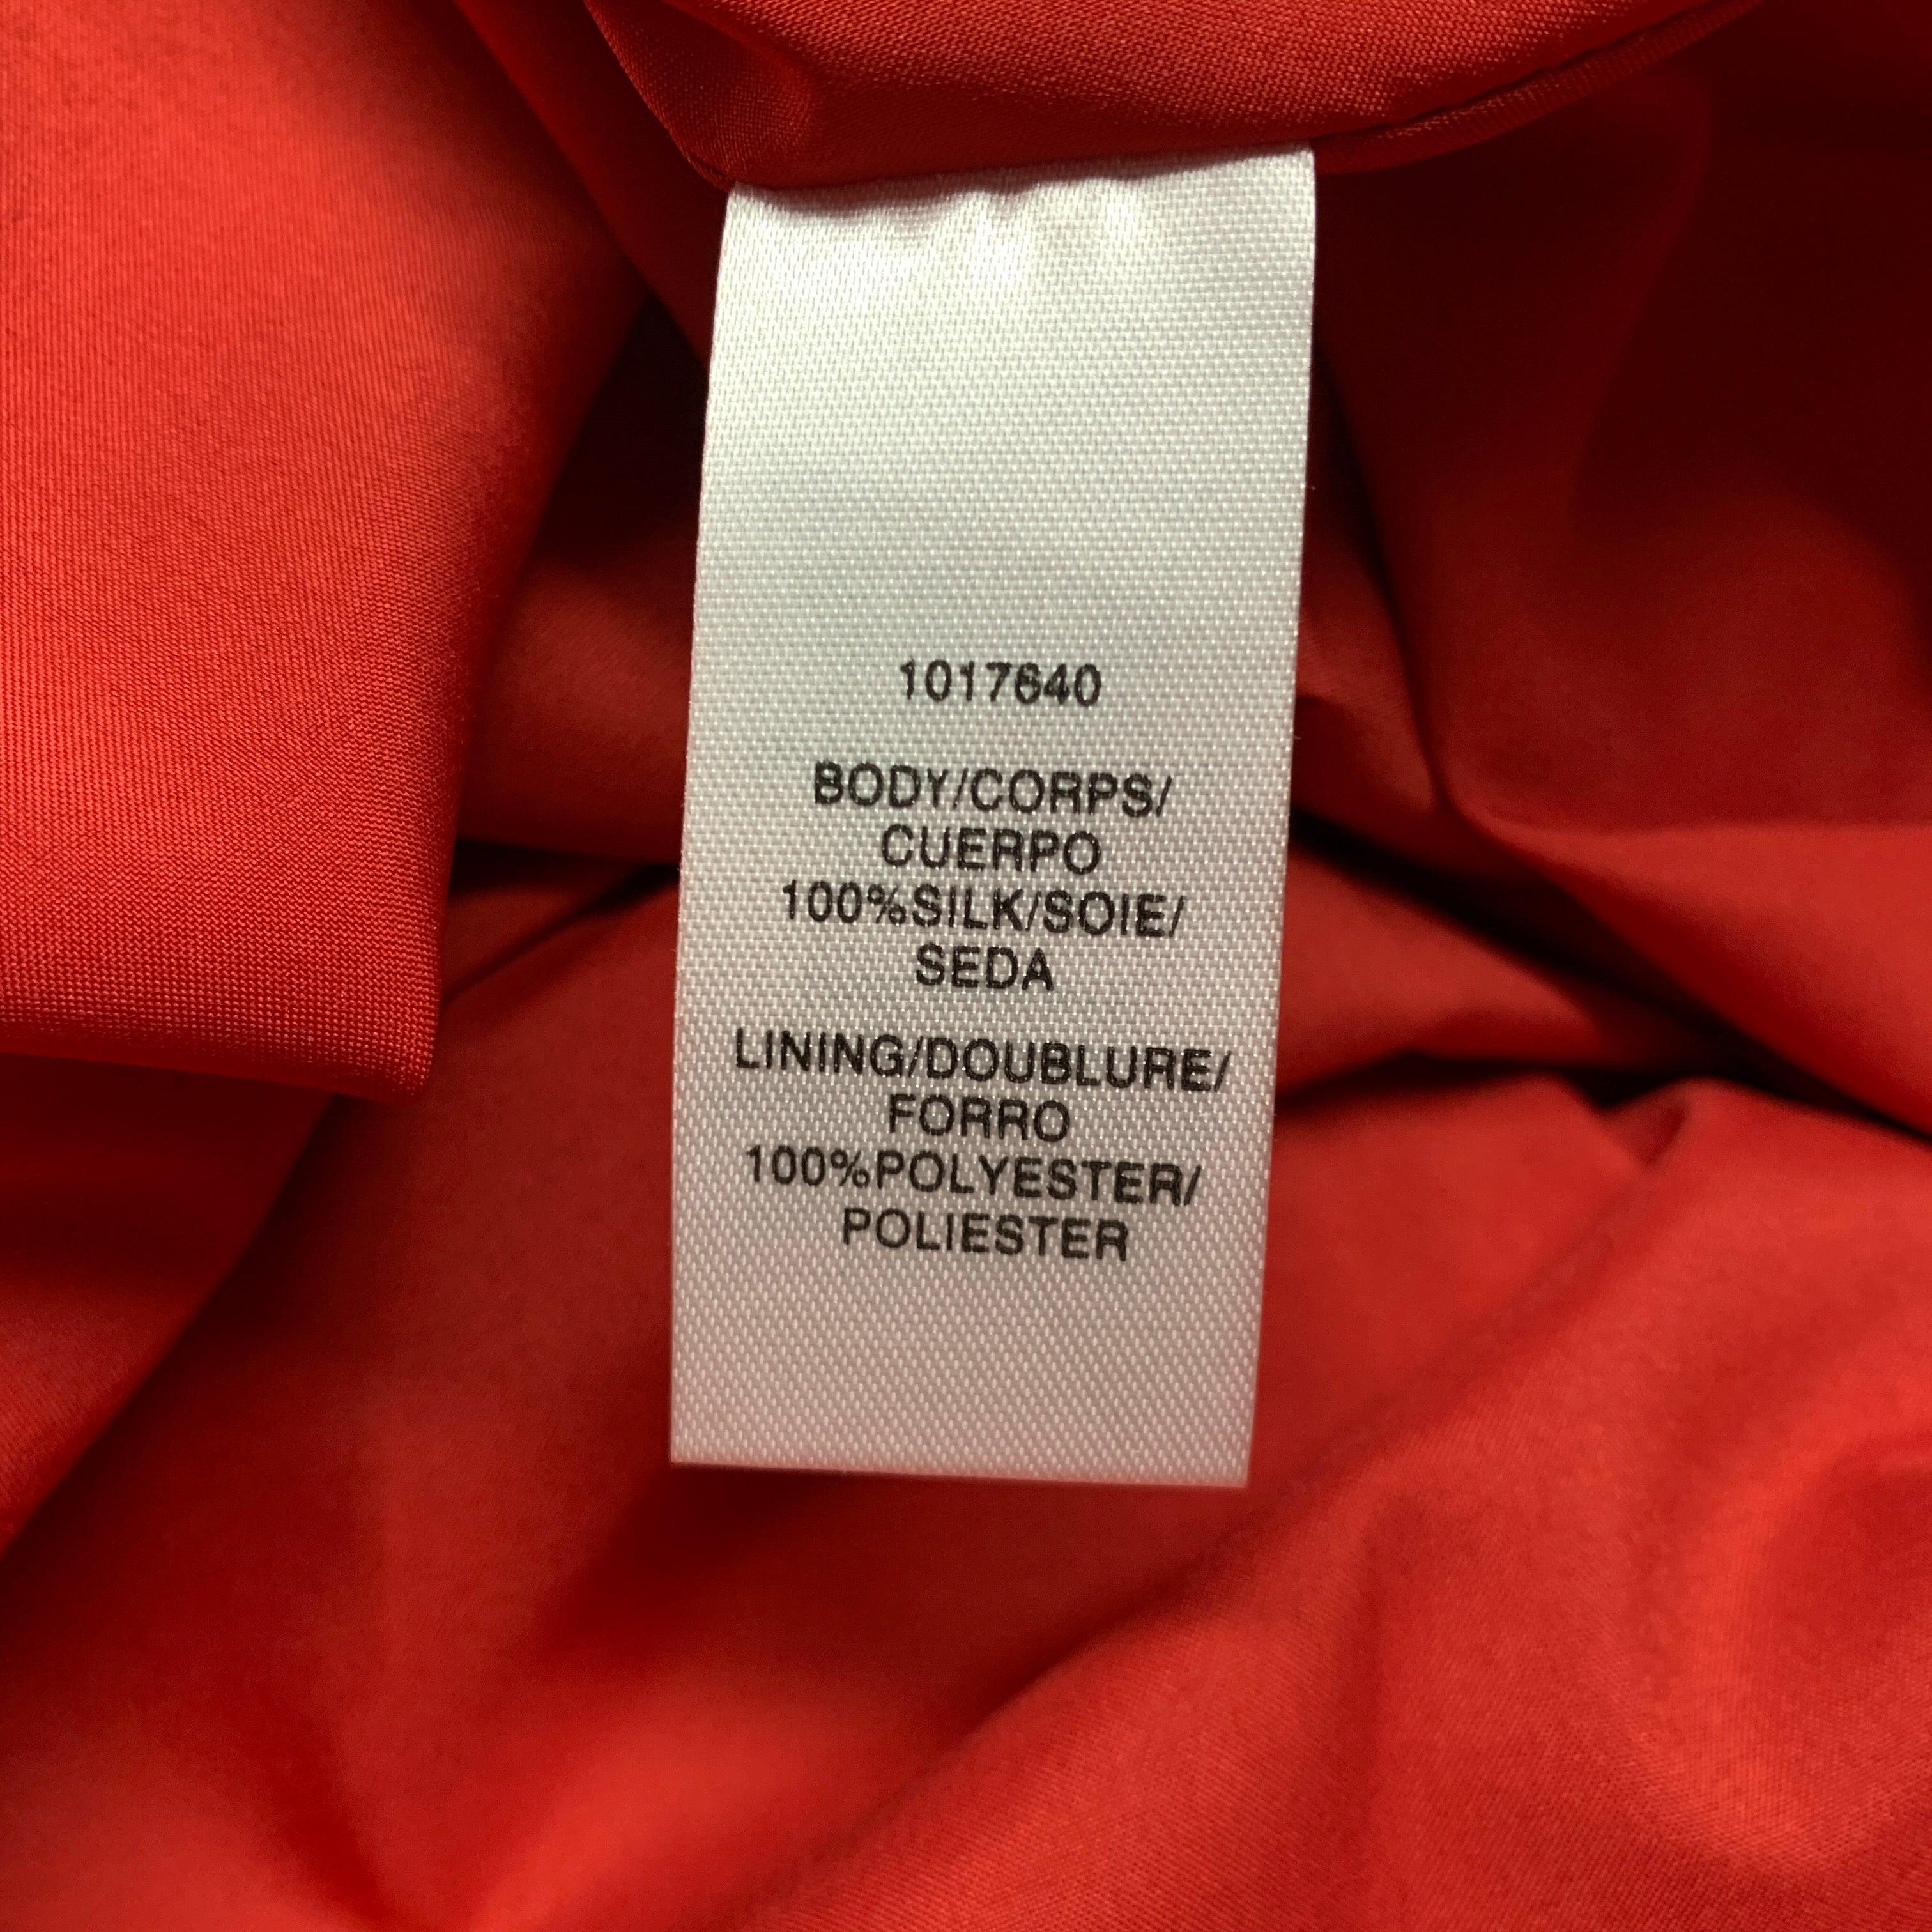 1017640
BODY/CORPS/
CUERPO
100%SILK/SOIE/
SEDA
LINING/DOUBLURE/
FORRO
100%POLYESTER/
POLIESTER